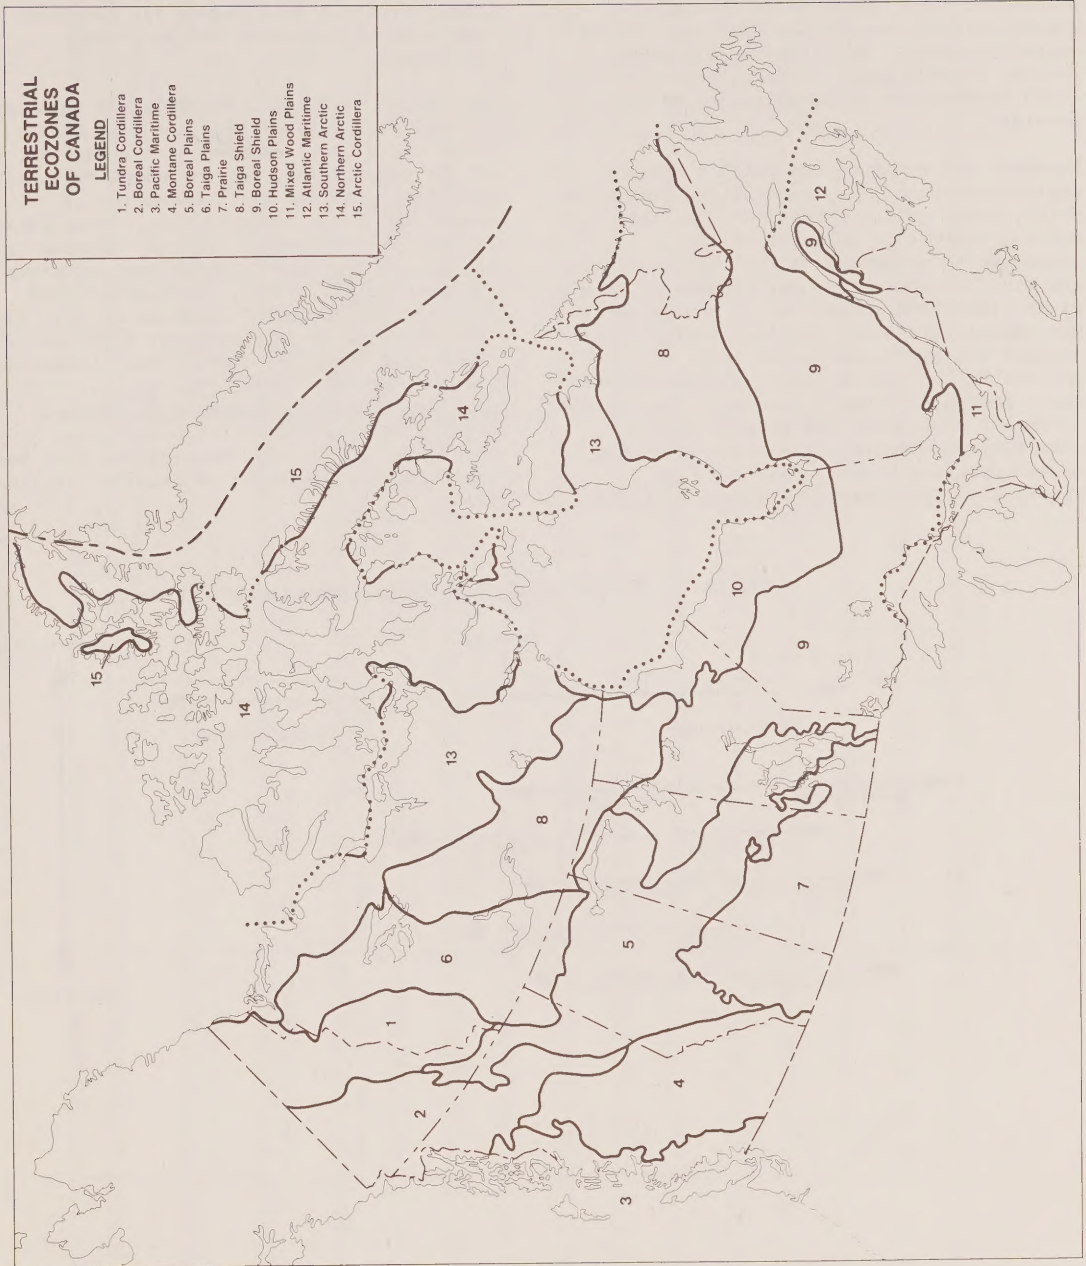 TERRESTRIAL
ECOZONES
OF CANADA
LEGEND
1. Tundra Cordillera
2. Boreal Cordillera
3. Pacific Maritime
4. Montane Cordillera
5. Boreal Plains
6. Taiga Plains
7. Prairie
8. Taiga Shield
9. Boreal Shield
10. Hudson Plains
11. Mixed Wood Plains
12. Atlantic Maritime
13. Southern Arctic
14. Northern Arctic
15. Arctic Cordillera
15
14
15
1
2
6
13
14
8
13
3
5
8
4
10
7
9
9
9
12
11